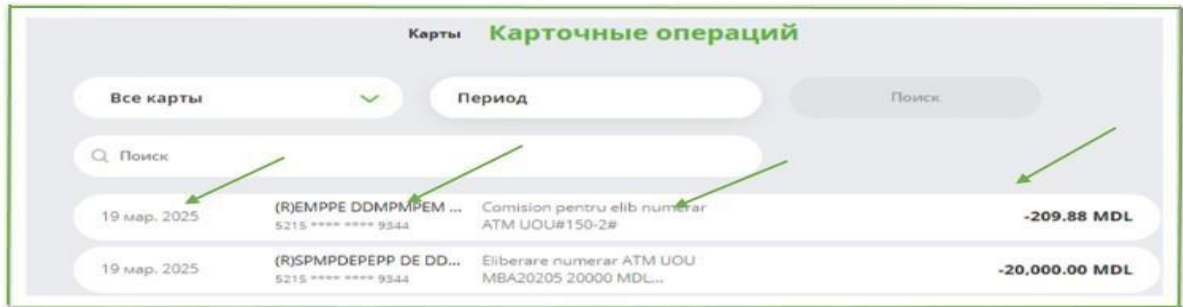 Карты Карточные операций
Все карты Период Поиск
Поиск
19 мар. 2025 (R)EMPPE DDMPMPEM ... Comision pentru elib numerar -209.88 MDL
5215 **** **** 9344 ATM UOU#150-2#
19 мар. 2025 (R)SPMPDEPEPP DE DD... Eliberare numerar ATM UOU -20,000.00 MDL
5215 **** **** 9344 MBA20205 20000 MDL...